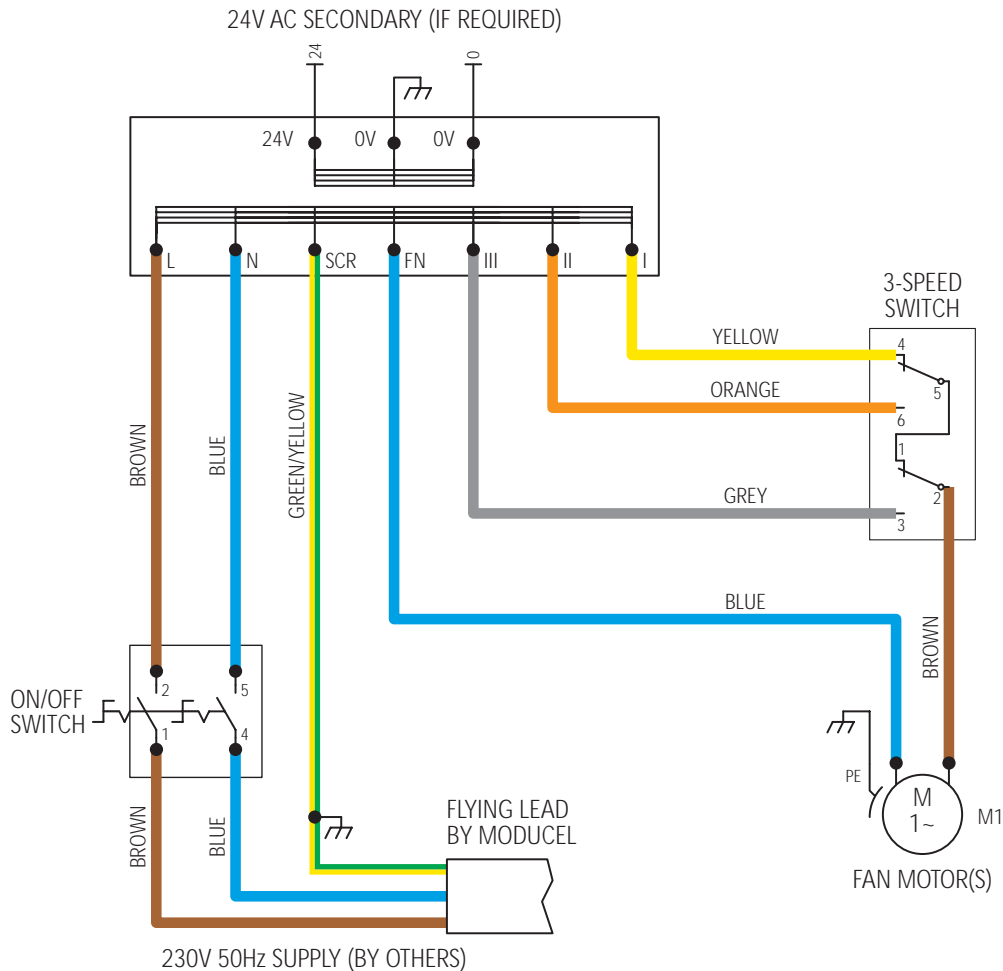 24V AC SECONDARY (IF REQUIRED)
24
0
24V
0V
0V
L
N
SCR
FN
III
II
I
3-SPEED
SWITCH
YELLOW
4
5
ORANGE
6
1
BROWN
BLUE
GREEN/YELLOW
GREY
2
3
BLUE
BROWN
ON/OFF
SWITCH
2
5
1
4
PE
M
1~
M1
BROWN
BLUE
FLYING LEAD
BY MODUCEL
FAN MOTOR(S)
230V 50Hz SUPPLY (BY OTHERS)